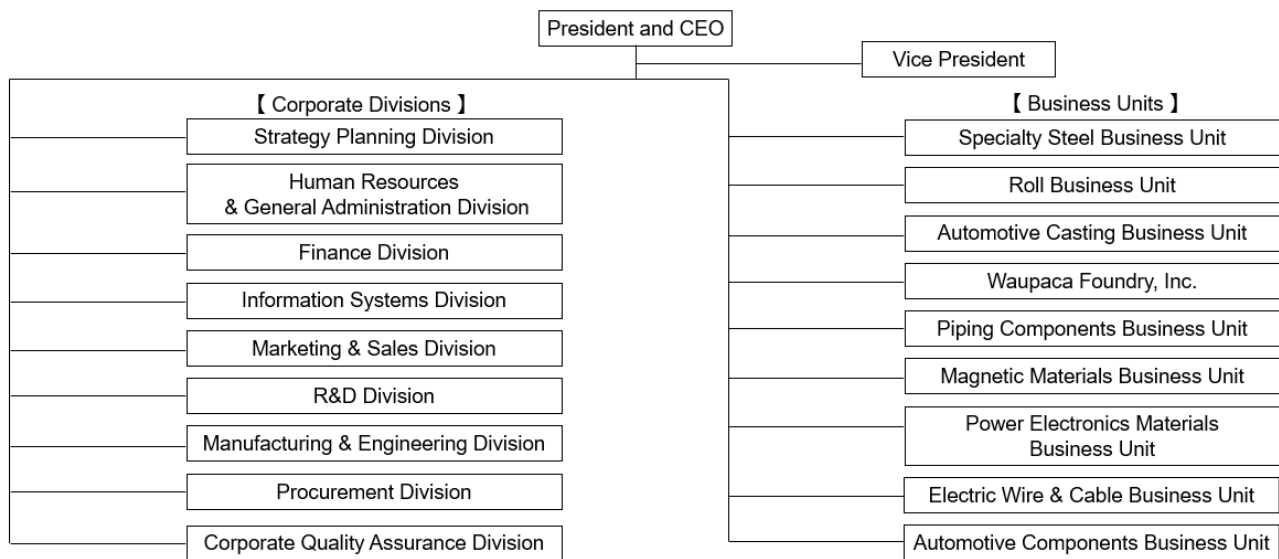 President and CEO
Vice President
【 Corporate Divisions 】
Strategy Planning Division
Human Resources
& General Administration Division
Finance Division
Information Systems Division
Marketing & Sales Division
R&D Division
Manufacturing & Engineering Division
Procurement Division
Corporate Quality Assurance Division
【 Business Units 】
Specialty Steel Business Unit
Roll Business Unit
Automotive Casting Business Unit
Waupaca Foundry, Inc.
Piping Components Business Unit
Magnetic Materials Business Unit
Power Electronics Materials
Business Unit
Electric Wire & Cable Business Unit
Automotive Components Business Unit